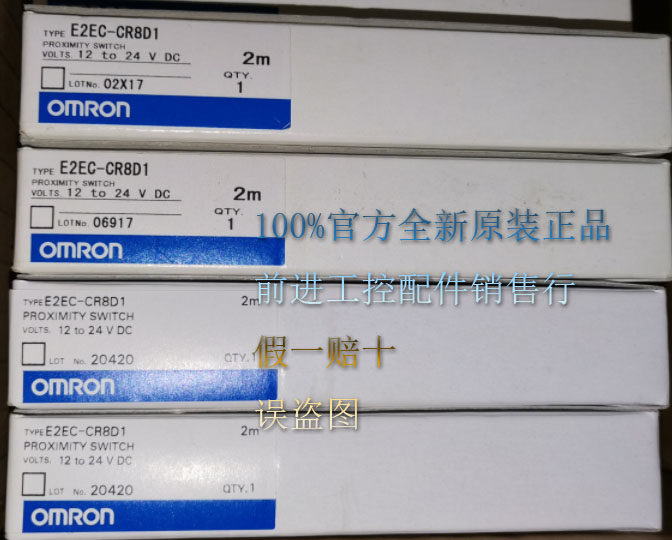 TYPE E2EC-CR8D1
PROXIMITY SWITCH
VOLTS. 12 to 24 V DC 2m
LOTNo. 02X17 QTY. 1
OMRON
TYPE E2EC-CR8D1
PROXIMITY SWITCH
VOLTS. 12 to 24 V DC 2m
LOTNo. 06917 QTY. 1
OMRON
100%官方全新原装正品
前进工控配件销售行
假一赔十
误盗图
TYPE E2EC-CR8D1 2m
PROXIMITY SWITCH
VOLTS. 12 to 24 V DC
LOT No. 20420 QTY.1
OMRON
TYPE E2EC-CR8D1 2m
PROXIMITY SWITCH
VOLTS. 12 to 24 V DC
LOT No. 20420 QTY.1
OMRON